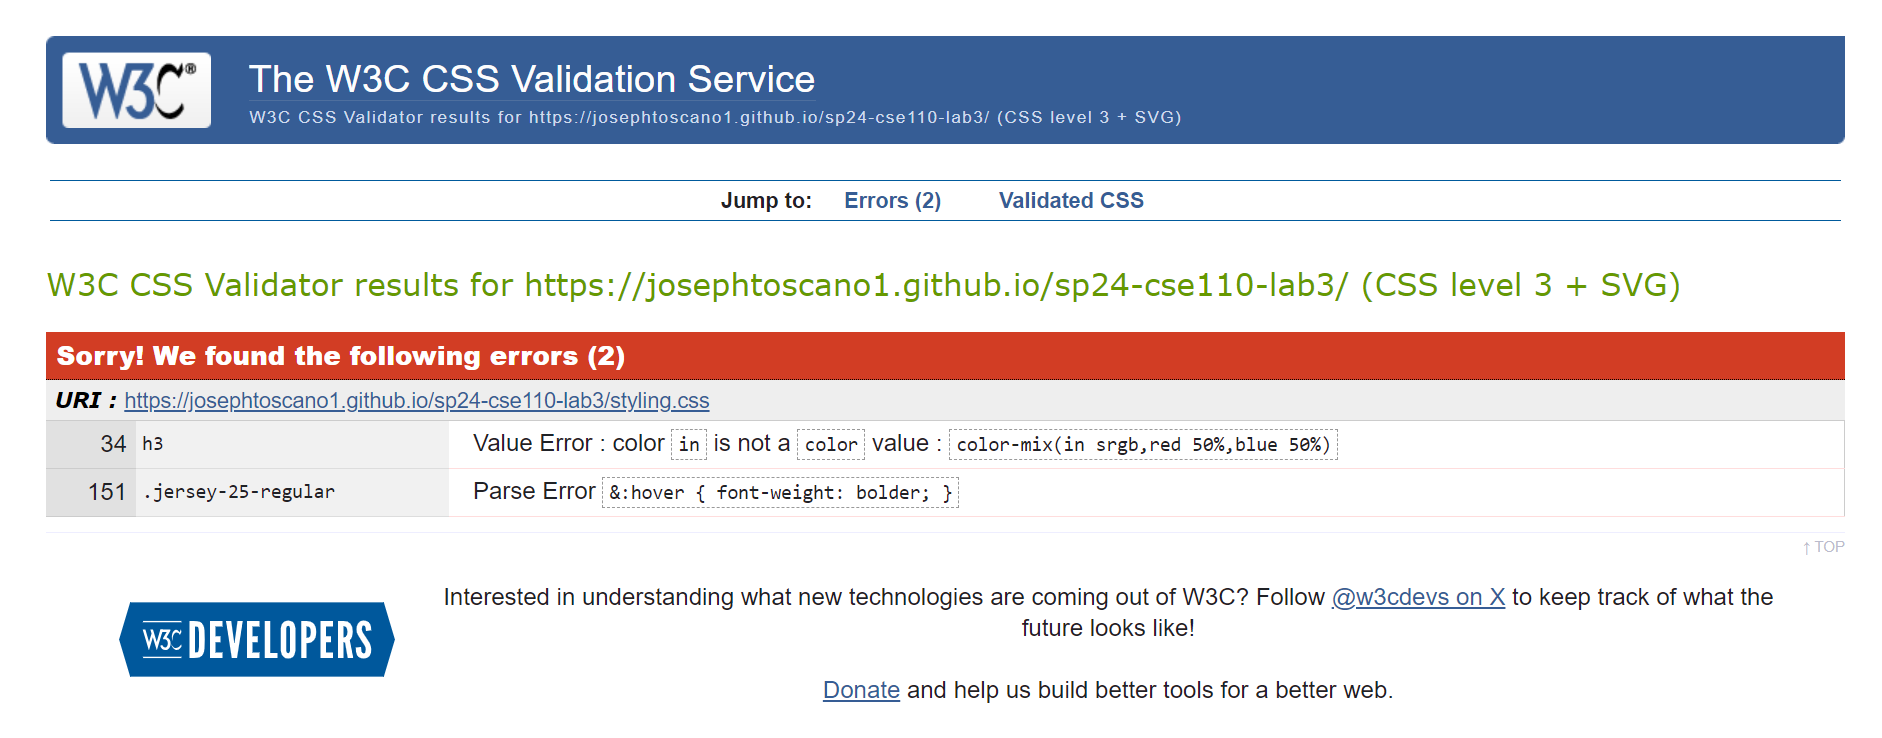 W3C®
The W3C CSS Validation Service
W3C CSS Validator results for https://josephtoscano1.github.io/sp24-cse110-lab3/ (CSS level 3 + SVG)
Jump to: Errors (2) Validated CSS
W3C CSS Validator results for https://josephtoscano1.github.io/sp24-cse110-lab3/ (CSS level 3 + SVG)
Sorry! We found the following errors (2)
URI : https://josephtoscano1.github.io/sp24-cse110-lab3/styling.css
34 h3 Value Error : color in is not a color value : color-mix(in srgb,red 50%,blue 50%)
151 .jersey-25-regular Parse Error &:hover { font-weight: bolder; }
↑ TOP
W3C DEVELOPERS
Interested in understanding what new technologies are coming out of W3C? Follow @w3cdevs on X to keep track of what the
future looks like!
Donate and help us build better tools for a better web.